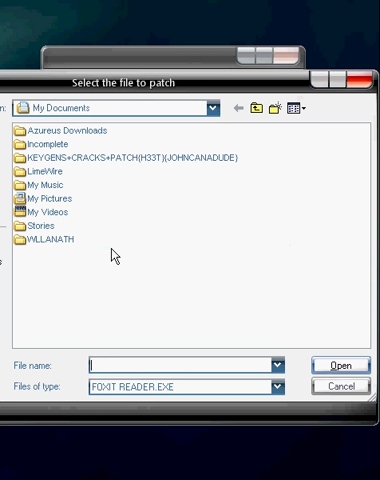 Select the file to patch
n:
My Documents
Azureus Downloads
Incomplete
KEYGENS+CRACKS+PATCH(H33T)(JOHNCANADUDE)
LimeWire
My Music
My Pictures
My Videos
Stories
WLLANATH
s
File name:
Open
Files of type:
FOXIT READER.EXE
Cancel